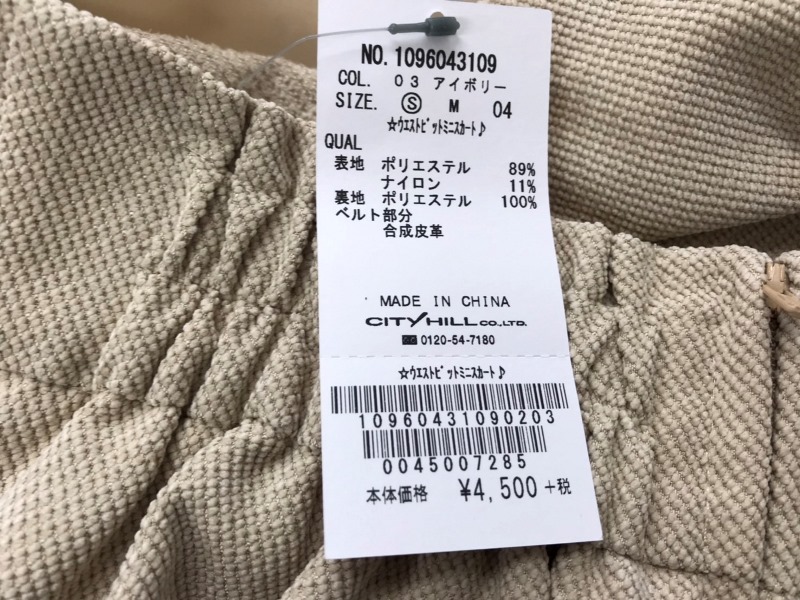 NO. 1096043109
COL. 03 アイボリー
SIZE. Ⓢ M 04
☆ウエストビットミニスカート♪
QUAL
表地 ポリエステル 89%
ナイロン 11%
裏地 ポリエステル 100%
ベルト部分
合成皮革
MADE IN CHINA
CITY HILL CO.,LTD.
0120-54-7180
☆ウエストビットミニスカート♪
10960431090203
0045007285
本体価格 ¥4,500 +税